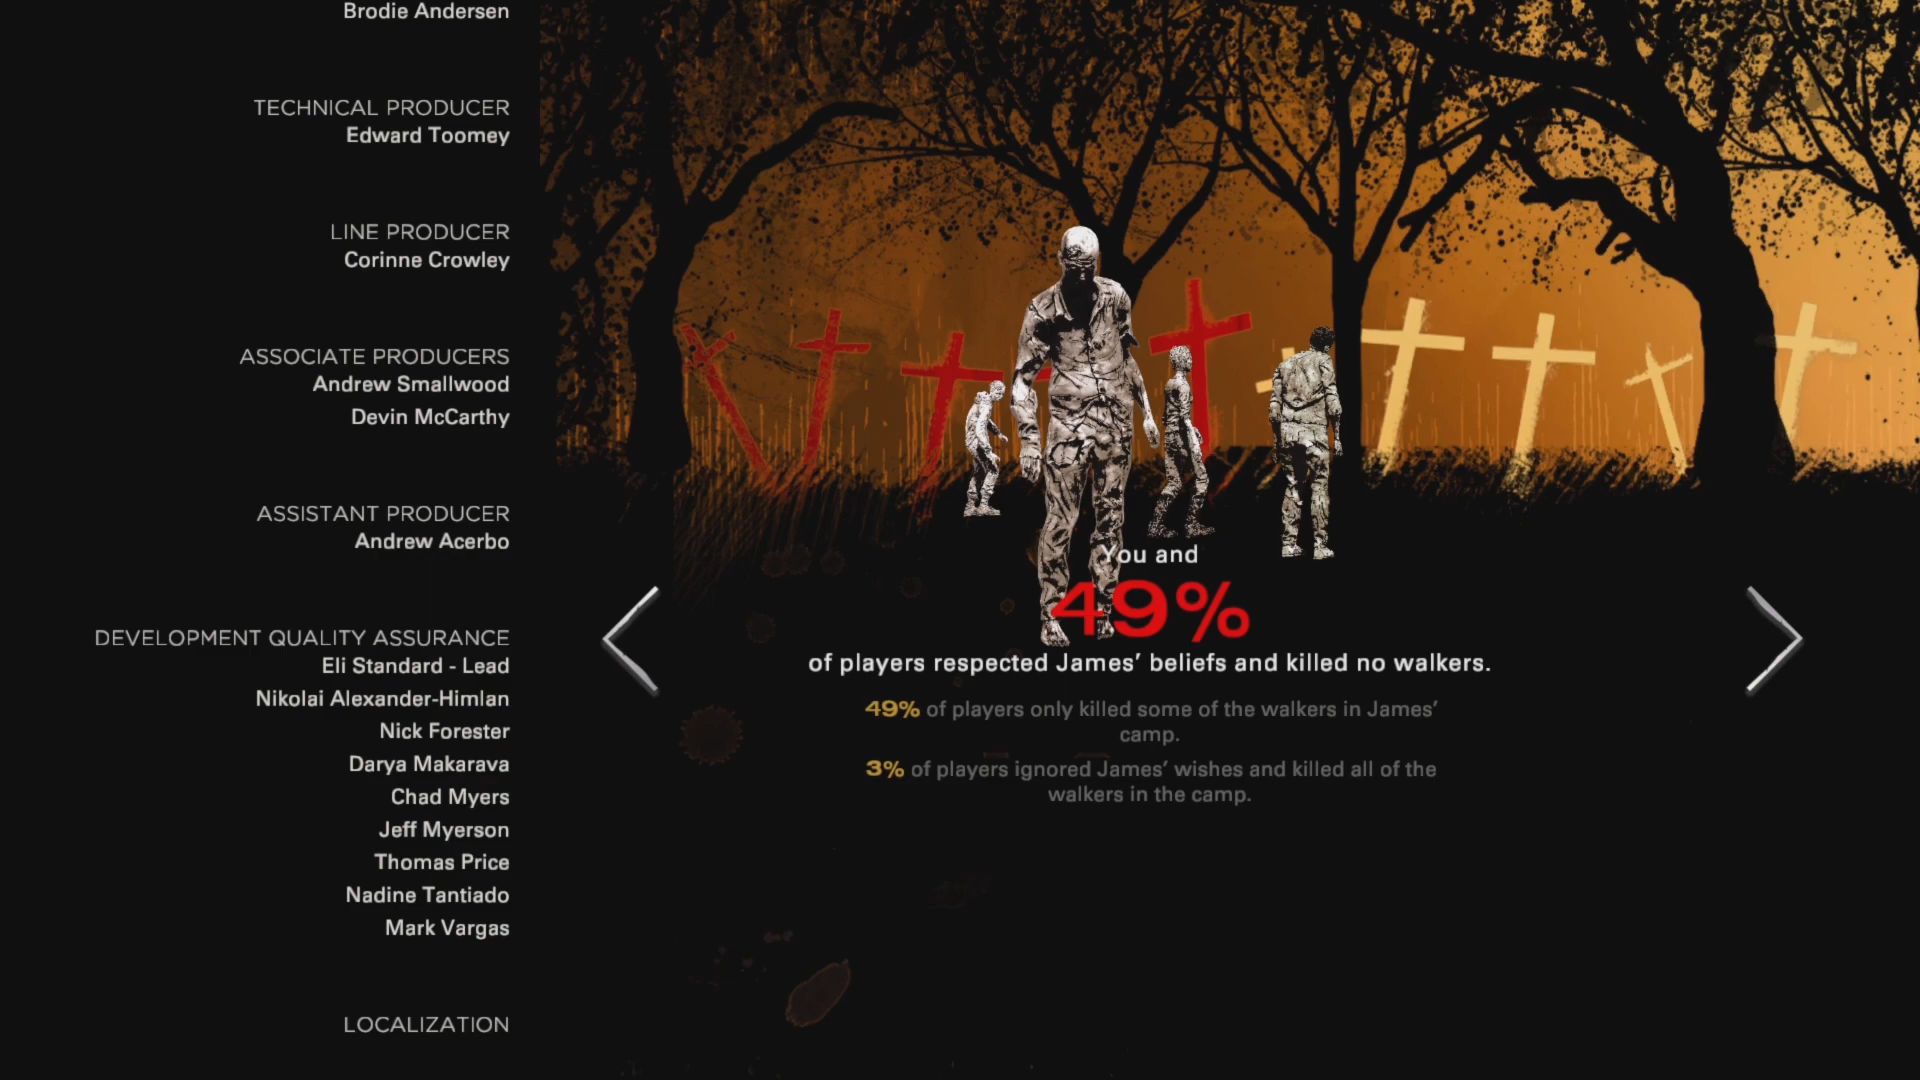 Brodie Andersen
TECHNICAL PRODUCER
Edward Toomey
LINE PRODUCER
Corinne Crowley
ASSOCIATE PRODUCERS
Andrew Smallwood
Devin McCarthy
ASSISTANT PRODUCER
Andrew Acerbo
DEVELOPMENT QUALITY ASSURANCE
Eli Standard - Lead
Nikolai Alexander-Himlan
Nick Forester
Darya Makarava
Chad Myers
Jeff Myerson
Thomas Price
Nadine Tantiado
Mark Vargas
LOCALIZATION
You and
49%
of players respected James’ beliefs and killed no walkers.
49% of players only killed some of the walkers in James’
camp.
3% of players ignored James’ wishes and killed all of the
walkers in the camp.